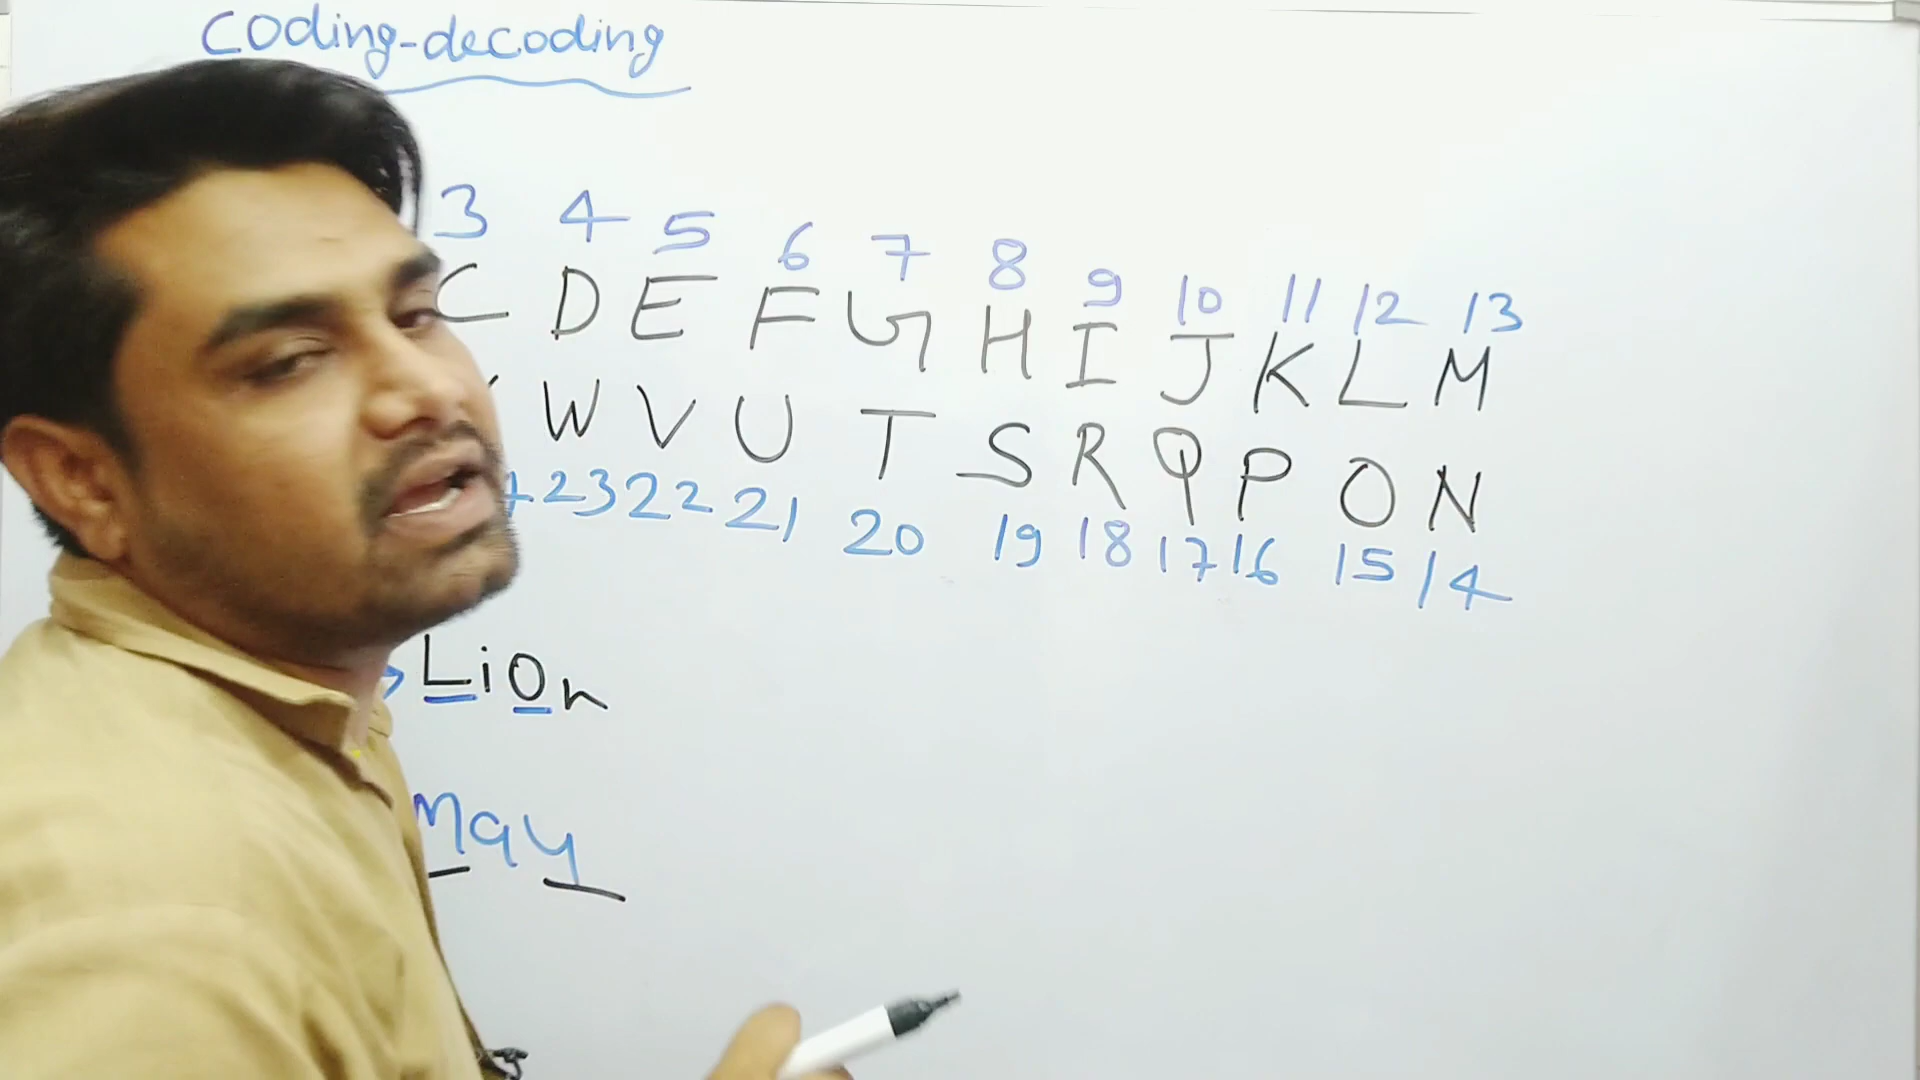 Coding-decoding
3 4 5 6 7 8 9 10 11 12 13
C D E F G H I J K L M
W V U T S R Q P O N
23 22 21 20 19 18 17 16 15 14
Lion
May